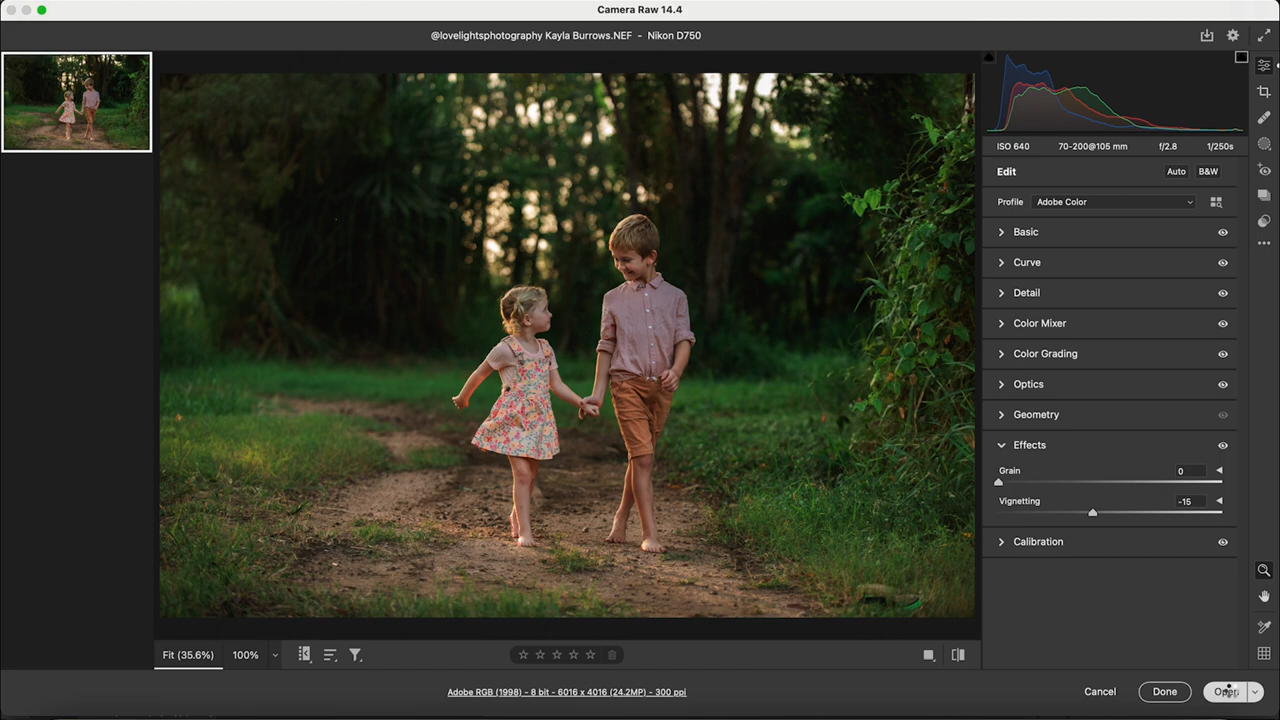 Camera Raw 14.4
@lovelightsphotography Kayla Burrows.NEF - Nikon D750
ISO 640 70-200@105 mm f/2.8 1/250s
Edit Auto B&W
Profile Adobe Color
Basic
Curve
Detail
Color Mixer
Color Grading
Optics
Geometry
Effects
Grain 0
Vignetting -15
Calibration
Fit (35.6%) 100%
Adobe RGB (1998) - 8 bit - 6016 x 4016 (24.2MP) - 300 ppi
Cancel Done Open